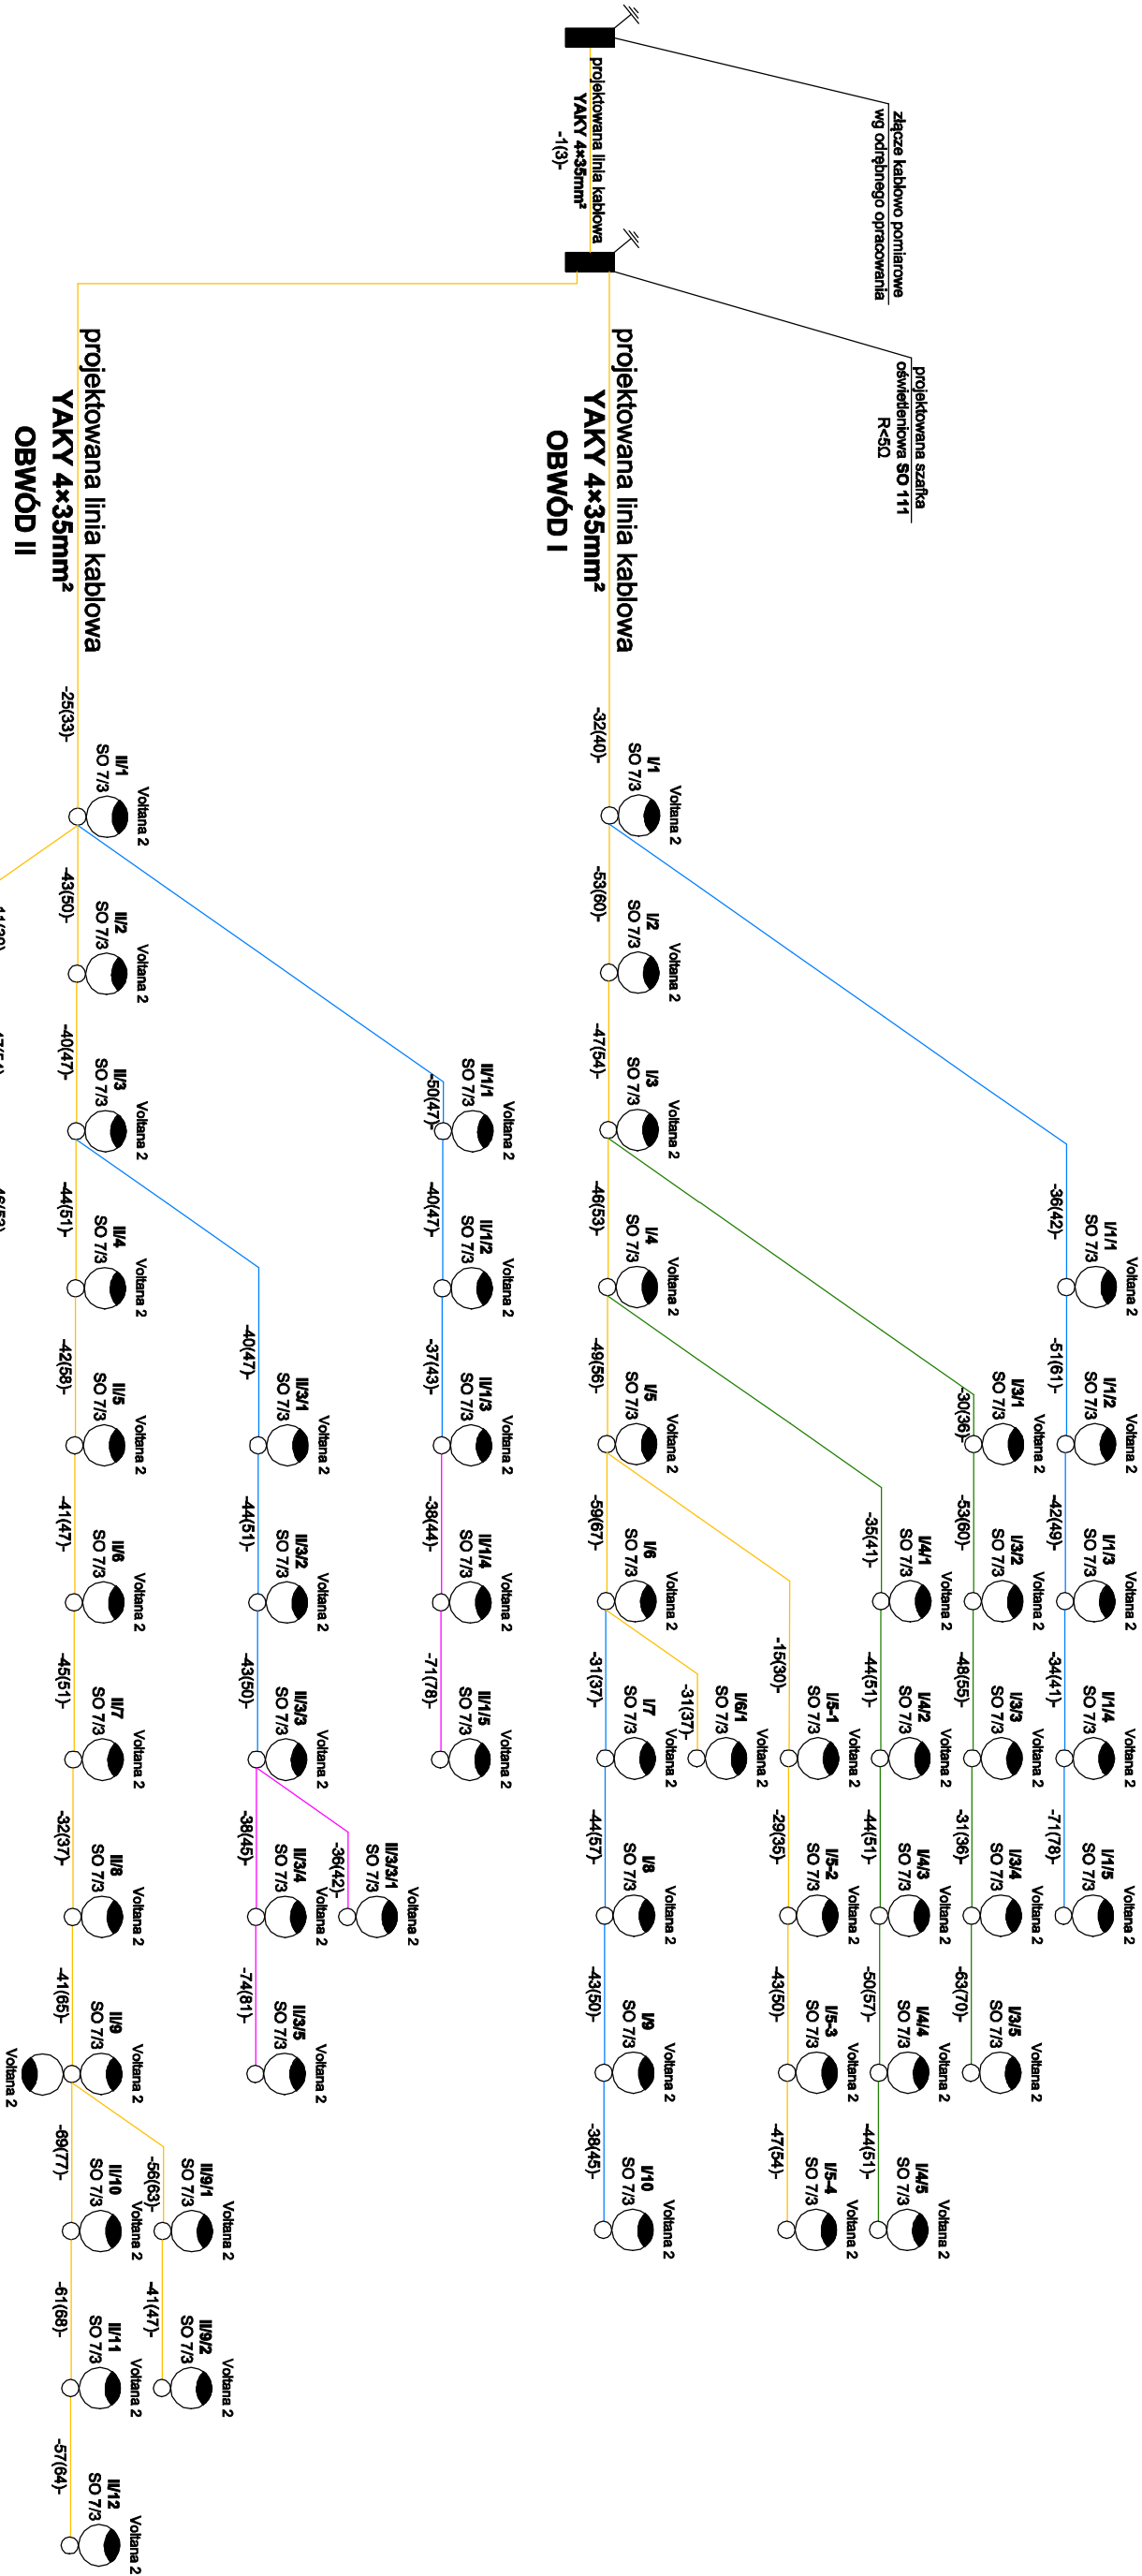 złącze kablowo pomiarowe
wg odrębnego opracowania
projektowana szafka
oświetleniowa SO 111
R<5Ω
projektowana linia kablowa
YAKY 4×35mm²
-1(3)-
projektowana linia kablowa
YAKY 4×35mm²
OBWÓD I
projektowana linia kablowa
YAKY 4×35mm²
OBWÓD II
-36(42)-
I/1/1
SO 7/3
Voltana 2
-51(61)-
I/1/2
SO 7/3
Voltana 2
-42(49)-
I/1/3
SO 7/3
Voltana 2
-34(41)-
I/1/4
SO 7/3
Voltana 2
-71(78)-
I/1/5
SO 7/3
Voltana 2
-30(36)-
I/3/1
SO 7/3
Voltana 2
-53(60)-
I/3/2
SO 7/3
Voltana 2
-48(55)-
I/3/3
SO 7/3
Voltana 2
-31(36)-
I/3/4
SO 7/3
Voltana 2
-63(70)-
I/3/5
SO 7/3
Voltana 2
-35(41)-
I/4/1
SO 7/3
Voltana 2
-44(51)-
I/4/2
SO 7/3
Voltana 2
-44(51)-
I/4/3
SO 7/3
Voltana 2
-50(57)-
I/4/4
SO 7/3
Voltana 2
-44(51)-
I/4/5
SO 7/3
Voltana 2
-15(30)-
I/5-1
SO 7/3
Voltana 2
-29(35)-
I/5-2
SO 7/3
Voltana 2
-43(50)-
I/5-3
SO 7/3
Voltana 2
-47(54)-
I/5-4
SO 7/3
Voltana 2
-31(37)-
I/6/1
SO 7/3
Voltana 2
-32(40)-
I/1
SO 7/3
Voltana 2
-53(60)-
I/2
SO 7/3
Voltana 2
-47(54)-
I/3
SO 7/3
Voltana 2
-46(53)-
I/4
SO 7/3
Voltana 2
-49(56)-
I/5
SO 7/3
Voltana 2
-59(67)-
I/6
SO 7/3
Voltana 2
-31(37)-
I/7
SO 7/3
Voltana 2
-44(57)-
I/8
SO 7/3
Voltana 2
-43(50)-
I/9
SO 7/3
Voltana 2
-38(45)-
I/10
SO 7/3
Voltana 2
-50(47)-
II/1/1
SO 7/3
Voltana 2
-40(47)-
II/1/2
SO 7/3
Voltana 2
-37(43)-
II/1/3
SO 7/3
Voltana 2
-38(44)-
II/1/4
SO 7/3
Voltana 2
-71(78)-
II/1/5
SO 7/3
Voltana 2
-36(42)-
II/3/3/1
SO 7/3
Voltana 2
-40(47)-
II/3/1
SO 7/3
Voltana 2
-44(51)-
II/3/2
SO 7/3
Voltana 2
-43(50)-
II/3/3
SO 7/3
Voltana 2
-38(45)-
II/3/4
SO 7/3
Voltana 2
-74(81)-
II/3/5
SO 7/3
Voltana 2
-56(63)-
II/9/1
SO 7/3
Voltana 2
-41(47)-
II/9/2
SO 7/3
Voltana 2
-25(33)-
II/1
SO 7/3
Voltana 2
-43(50)-
II/2
SO 7/3
Voltana 2
-40(47)-
II/3
SO 7/3
Voltana 2
-44(51)-
II/4
SO 7/3
Voltana 2
-42(58)-
II/5
SO 7/3
Voltana 2
-41(47)-
II/6
SO 7/3
Voltana 2
-45(51)-
II/7
SO 7/3
Voltana 2
-32(37)-
II/8
SO 7/3
Voltana 2
-41(65)-
II/9
SO 7/3
Voltana 2
Voltana 2
-69(77)-
II/10
SO 7/3
Voltana 2
-61(68)-
II/11
SO 7/3
Voltana 2
-57(64)-
II/12
SO 7/3
Voltana 2